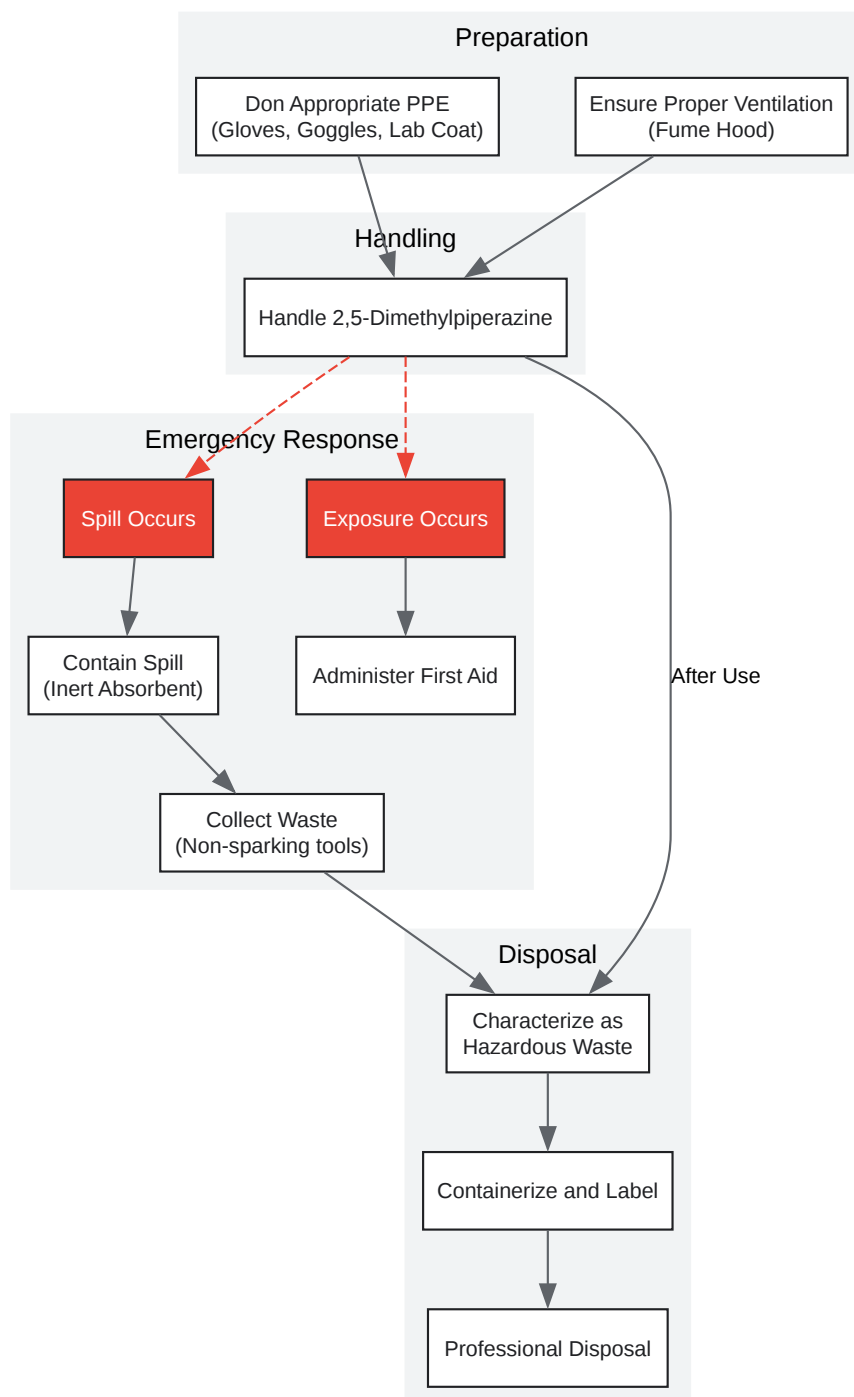 Preparation
Don Appropriate PPE
(Gloves, Goggles, Lab Coat)
Ensure Proper Ventilation
(Fume Hood)
Handling
Handle 2,5-Dimethylpiperazine
Emergency Response
Spill Occurs
Exposure Occurs
Contain Spill
(Inert Absorbent)
Administer First Aid
After Use
Collect Waste
(Non-sparking tools)
Disposal
Characterize as
Hazardous Waste
Containerize and Label
Professional Disposal